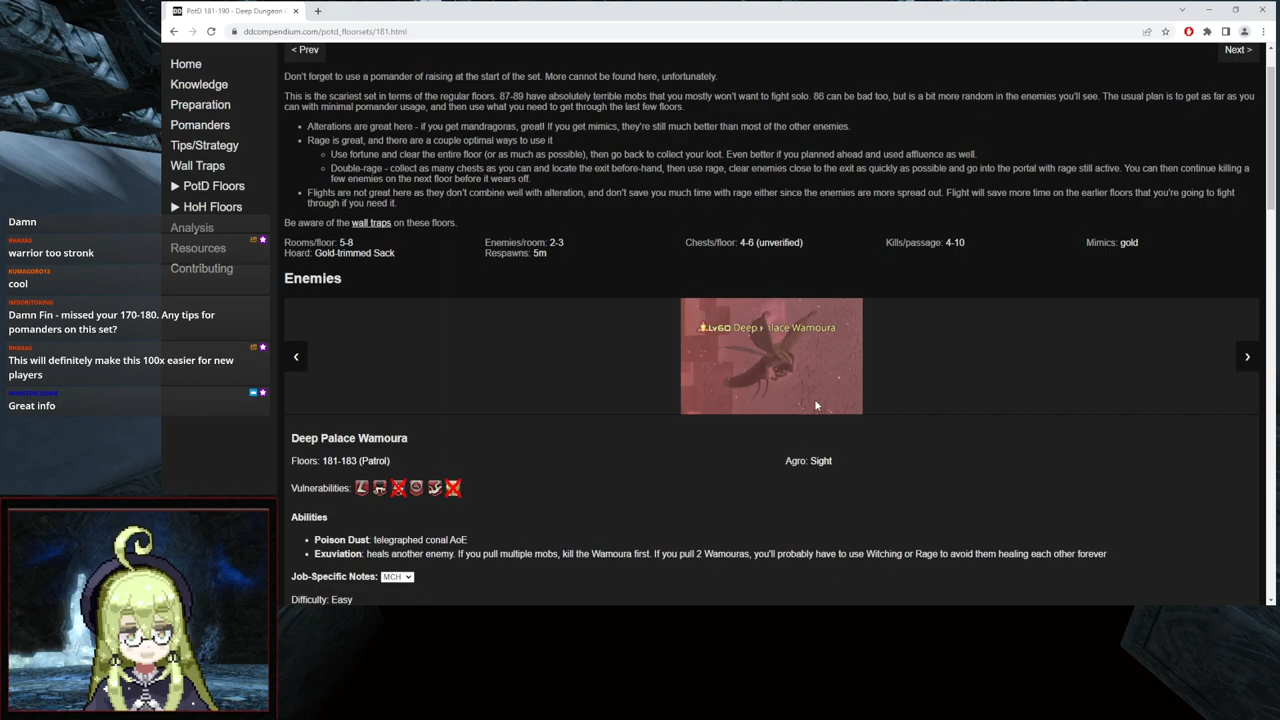 PotD 181-190 - Deep Dungeon
ddcompendium.com/potd_floorsets/181.html
Home
Knowledge
Preparation
Pomanders
Tips/Strategy
Wall Traps
▶ PotD Floors
▶ HoH Floors
Analysis
Resources
Contributing
Damn
RHAXAS
warrior too stronk
KUMAGORO13
cool
IMDORITOKING
Damn Fin - missed your 170-180. Any tips for
pomanders on this set?
RHAXAS
This will definitely make this 100x easier for new
players
Great info
< Prev
Next >
Don't forget to use a pomander of raising at the start of the set. More cannot be found here, unfortunately.
This is the scariest set in terms of the regular floors. 87-89 have absolutely terrible mobs that you mostly won't want to fight solo. 86 can be bad too, but is a bit more random in the enemies you'll see. The usual plan is to get as far as you
can with minimal pomander usage, and then use what you need to get through the last few floors.
• Alterations are great here - if you get mandragoras, great! If you get mimics, they're still much better than most of the other enemies.
• Rage is great, and there are a couple optimal ways to use it
Use fortune and clear the entire floor (or as much as possible), then go back to collect your loot. Even better if you planned ahead and used affluence as well.
Double-rage - collect as many chests as you can and locate the exit before-hand, then use rage, clear enemies close to the exit as quickly as possible and go into the portal with rage still active. You can then continue killing
a few enemies on the next floor before it wears off.
• Flights are not great here as they don't combine well with alteration, and don't save you much time with rage either since the enemies are more spread out. Flight will save more time on the earlier floors that you're going to fight
through if you need it.
Be aware of the wall traps on these floors.
Rooms/floor: 5-8 Enemies/room: 2-3 Chests/floor: 4-6 (unverified) Kills/passage: 4-10 Mimics: gold
Hoard: Gold-trimmed Sack Respawns: 5m
Enemies
Lv60 Deep Palace Wamoura
Deep Palace Wamoura
Floors: 181-183 (Patrol) Agro: Sight
Vulnerabilities:
Abilities
• Poison Dust: telegraphed conal AoE
• Exuviation: heals another enemy. If you pull multiple mobs, kill the Wamoura first. If you pull 2 Wamouras, you'll probably have to use Witching or Rage to avoid them healing each other forever
Job-Specific Notes: MCH
Difficulty: Easy